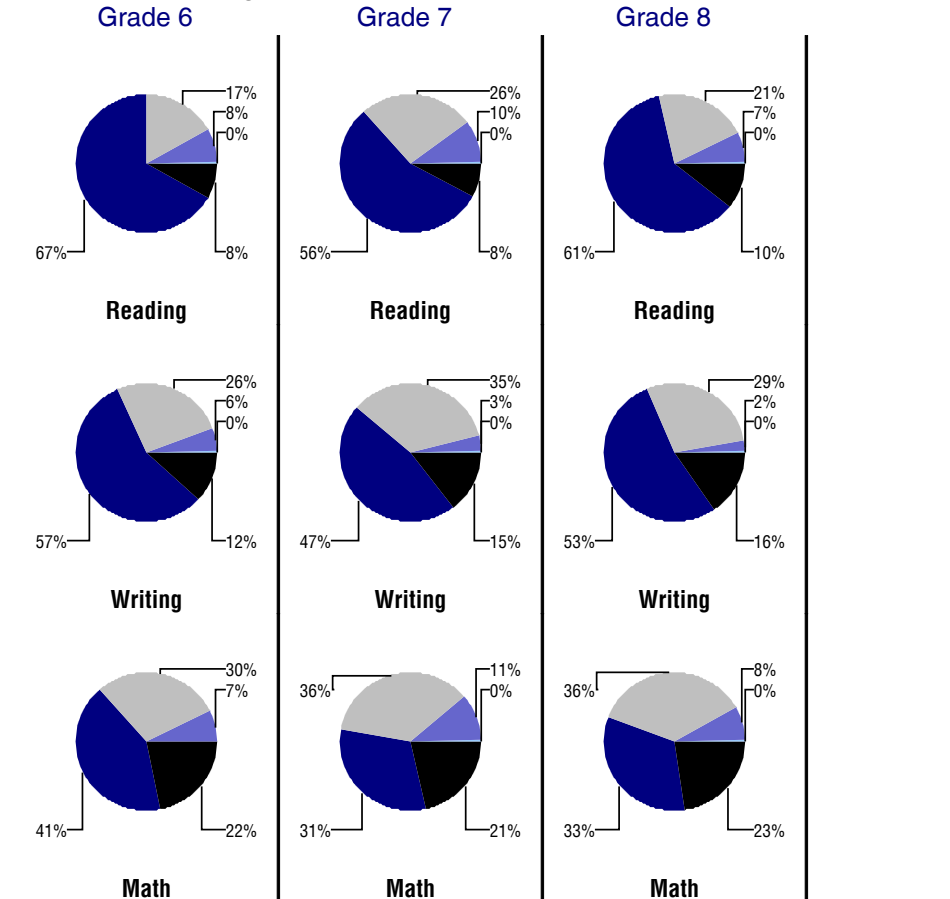 Grade 6 Grade 7 Grade 8
17% 26% 21%
8% 10% 7%
0% 0% 0%
67% 8% 56% 8% 61% 10%
Reading Reading Reading
26% 35% 29%
6% 3% 2%
0% 0% 0%
57% 12% 47% 15% 53% 16%
Writing Writing Writing
30% 11% 8%
7% 36% 0% 36% 0%
41% 22% 31% 21% 33% 23%
Math Math Math